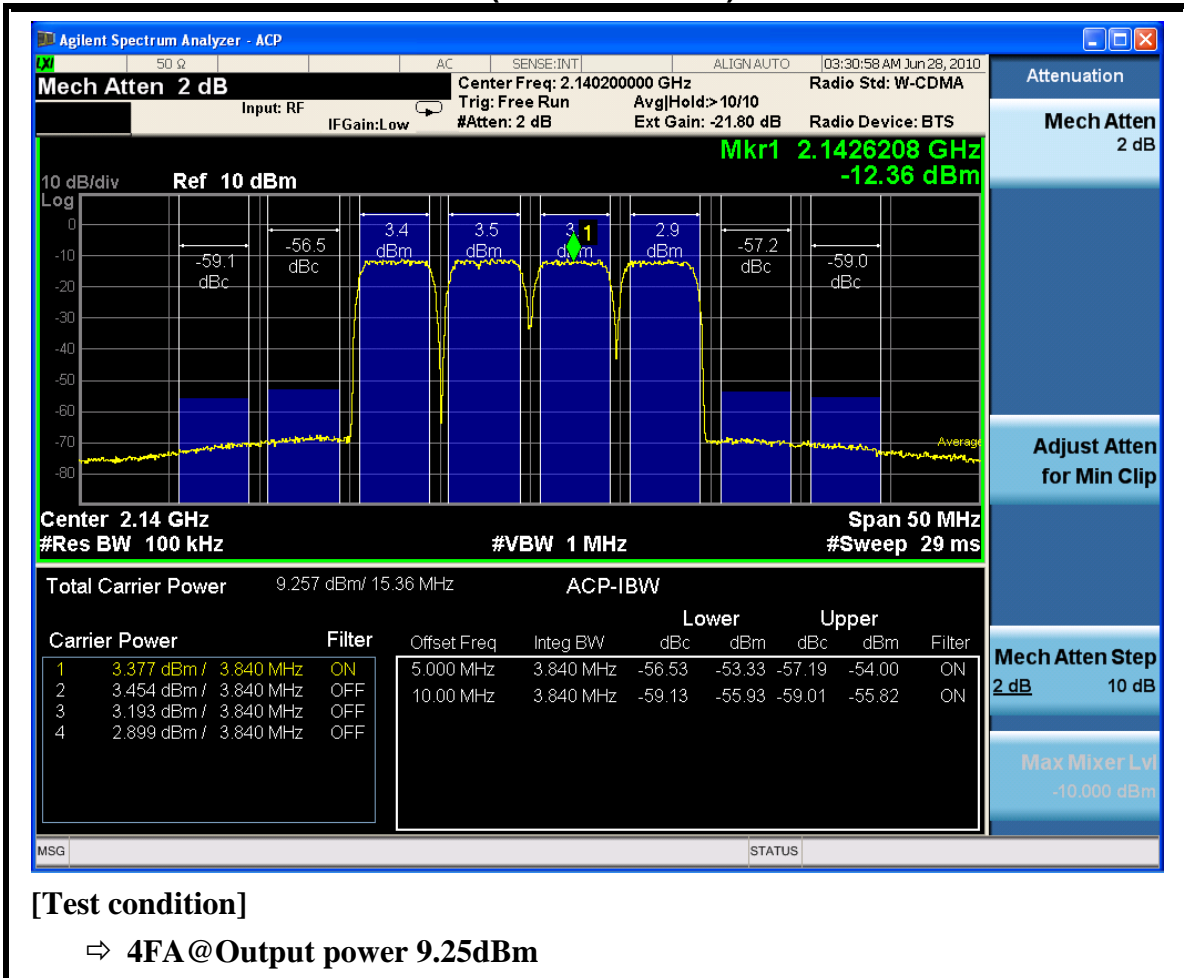 Agilent Spectrum Analyzer - ACP
LXI 50 Ω AC SENSE:INT ALIGN AUTO 03:30:58 AM Jun 28, 2010
Mech Atten 2 dB
Center Freq: 2.140200000 GHz Radio Std: W-CDMA
Input: RF Trig: Free Run Avg|Hold:> 10/10
IFGain:Low #Atten: 2 dB Ext Gain: -21.80 dB Radio Device: BTS
Attenuation
Mech Atten
2 dB
Mkr1 2.1426208 GHz
-12.36 dBm
10 dB/div Ref 10 dBm
Log
0
-10
-20
-30
-40
-50
-60
-70
-80
-59.1
dBc
-56.5
dBc
3.4
dBm
3.5
dBm
1
2.9
dBm
-57.2
dBc
-59.0
dBc
Average
Adjust Atten
for Min Clip
Center 2.14 GHz Span 50 MHz
#Res BW 100 kHz #VBW 1 MHz #Sweep 29 ms
Total Carrier Power 9.257 dBm/ 15.36 MHz ACP-IBW
Lower Upper
Carrier Power Filter Offset Freq Integ BW dBc dBm dBc dBm Filter
1 3.377 dBm / 3.840 MHz ON 5.000 MHz 3.840 MHz -56.53 -53.33 -57.19 -54.00 ON
2 3.454 dBm / 3.840 MHz OFF 10.00 MHz 3.840 MHz -59.13 -55.93 -59.01 -55.82 ON
3 3.193 dBm / 3.840 MHz OFF
4 2.899 dBm / 3.840 MHz OFF
Mech Atten Step
2 dB 10 dB
Max Mixer Lvl
-10.000 dBm
MSG STATUS
[Test condition]
⇨ 4FA@Output power 9.25dBm